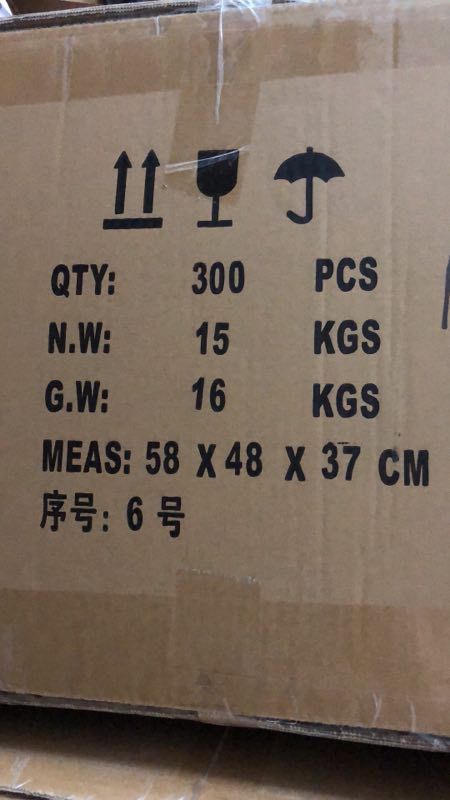 QTY: 300 PCS
N.W: 15 KGS
G.W: 16 KGS
MEAS: 58 X 48 X 37 CM
序号: 6 号